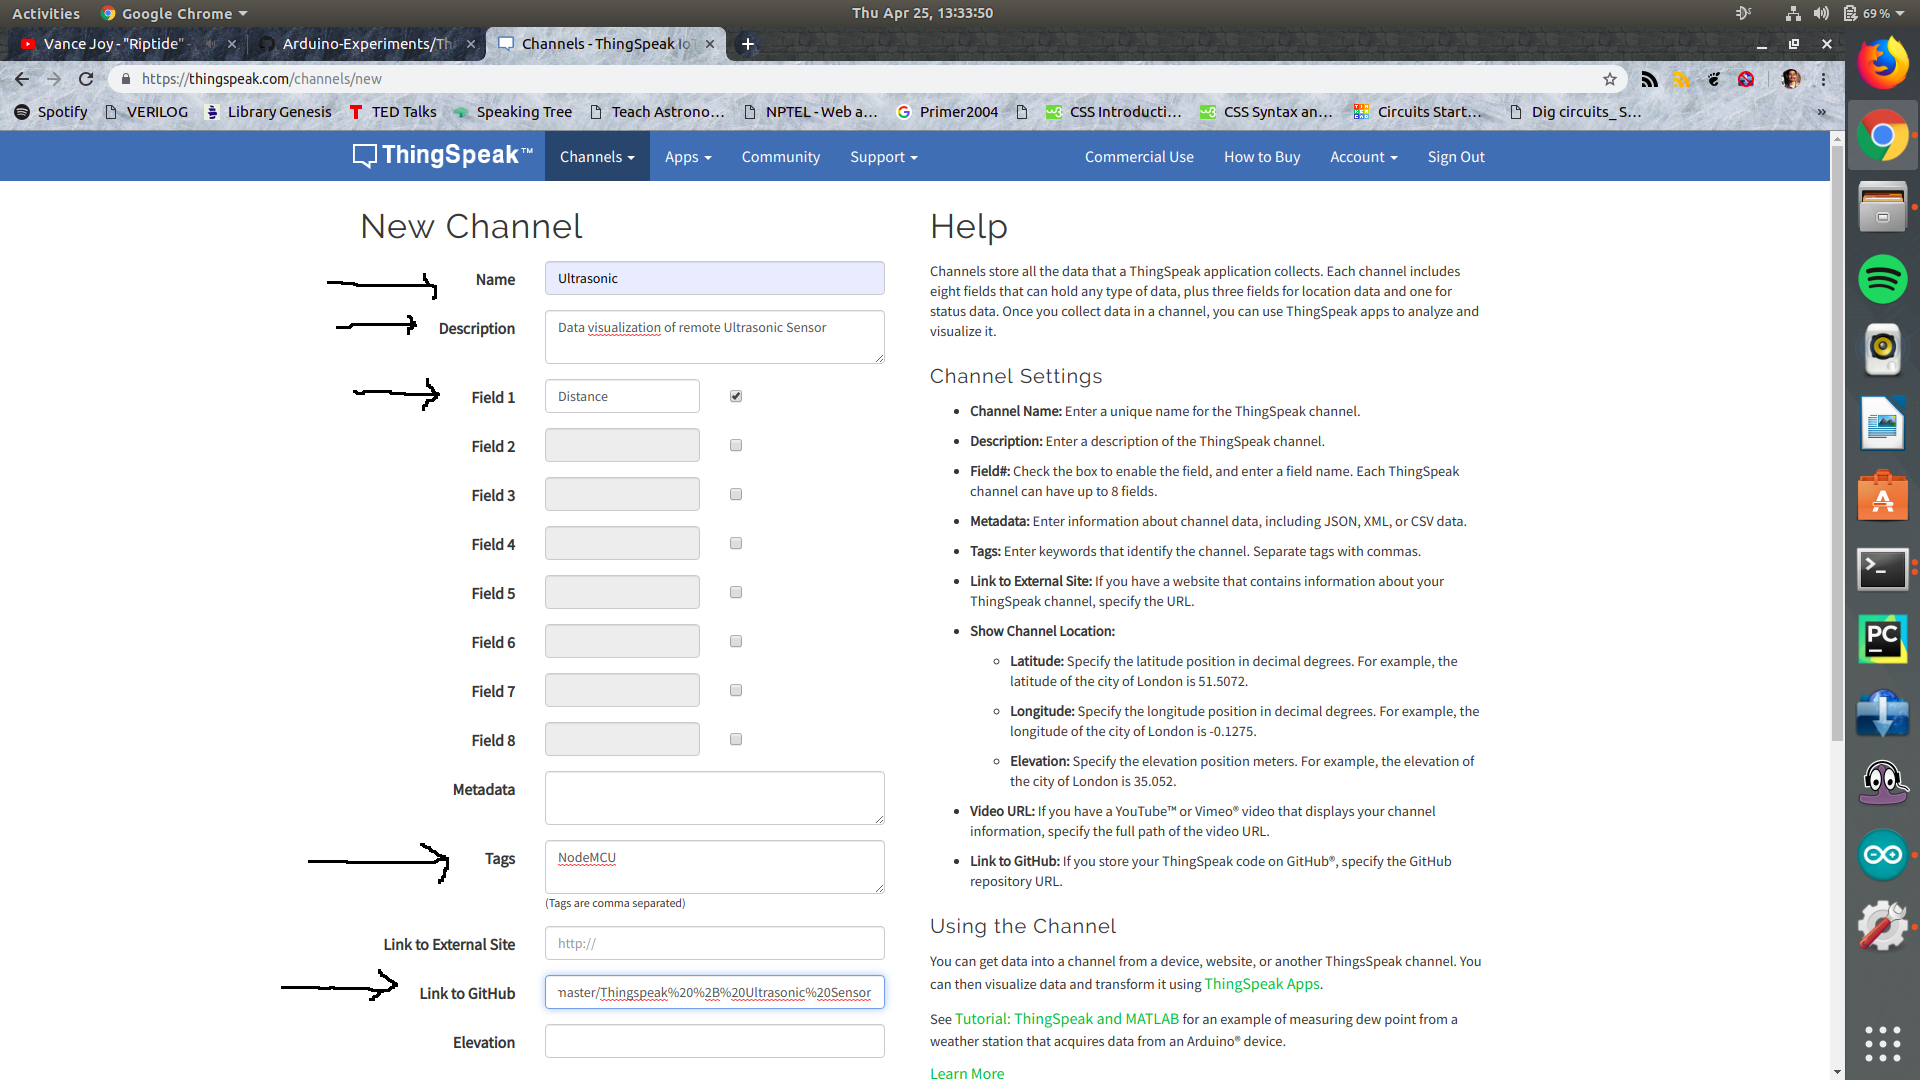 Activities Google Chrome Thu Apr 25, 13:33:50 69 %
Vance Joy - "Riptide" - Arduino-Experiments/Th Channels - ThingSpeak IoT
https://thingspeak.com/channels/new
Spotify VERILOG Library Genesis TED Talks Speaking Tree Teach Astrono… NPTEL - Web a… Primer2004 CSS Introducti… CSS Syntax an… Circuits Start… Dig circuits_ S… »
ThingSpeak™ Channels Apps Community Support Commercial Use How to Buy Account Sign Out
New Channel
Name Ultrasonic
Description Data visualization of remote Ultrasonic Sensor
Field 1 Distance
Field 2
Field 3
Field 4
Field 5
Field 6
Field 7
Field 8
Metadata
Tags NodeMCU
(Tags are comma separated)
Link to External Site http://
Link to GitHub master/Thingspeak%20%2B%20Ultrasonic%20Sensor
Elevation
Help
Channels store all the data that a ThingSpeak application collects. Each channel includes
eight fields that can hold any type of data, plus three fields for location data and one for
status data. Once you collect data in a channel, you can use ThingSpeak apps to analyze and
visualize it.
Channel Settings
• Channel Name: Enter a unique name for the ThingSpeak channel.
• Description: Enter a description of the ThingSpeak channel.
• Field#: Check the box to enable the field, and enter a field name. Each ThingSpeak
channel can have up to 8 fields.
• Metadata: Enter information about channel data, including JSON, XML, or CSV data.
• Tags: Enter keywords that identify the channel. Separate tags with commas.
• Link to External Site: If you have a website that contains information about your
ThingSpeak channel, specify the URL.
• Show Channel Location:
◦ Latitude: Specify the latitude position in decimal degrees. For example, the
latitude of the city of London is 51.5072.
◦ Longitude: Specify the longitude position in decimal degrees. For example, the
longitude of the city of London is -0.1275.
◦ Elevation: Specify the elevation position meters. For example, the elevation of
the city of London is 35.052.
• Video URL: If you have a YouTube™ or Vimeo® video that displays your channel
information, specify the full path of the video URL.
• Link to GitHub: If you store your ThingSpeak code on GitHub®, specify the GitHub
repository URL.
Using the Channel
You can get data into a channel from a device, website, or another ThingsSpeak channel. You
can then visualize data and transform it using ThingSpeak Apps.
See Tutorial: ThingSpeak and MATLAB for an example of measuring dew point from a
weather station that acquires data from an Arduino® device.
Learn More
PC